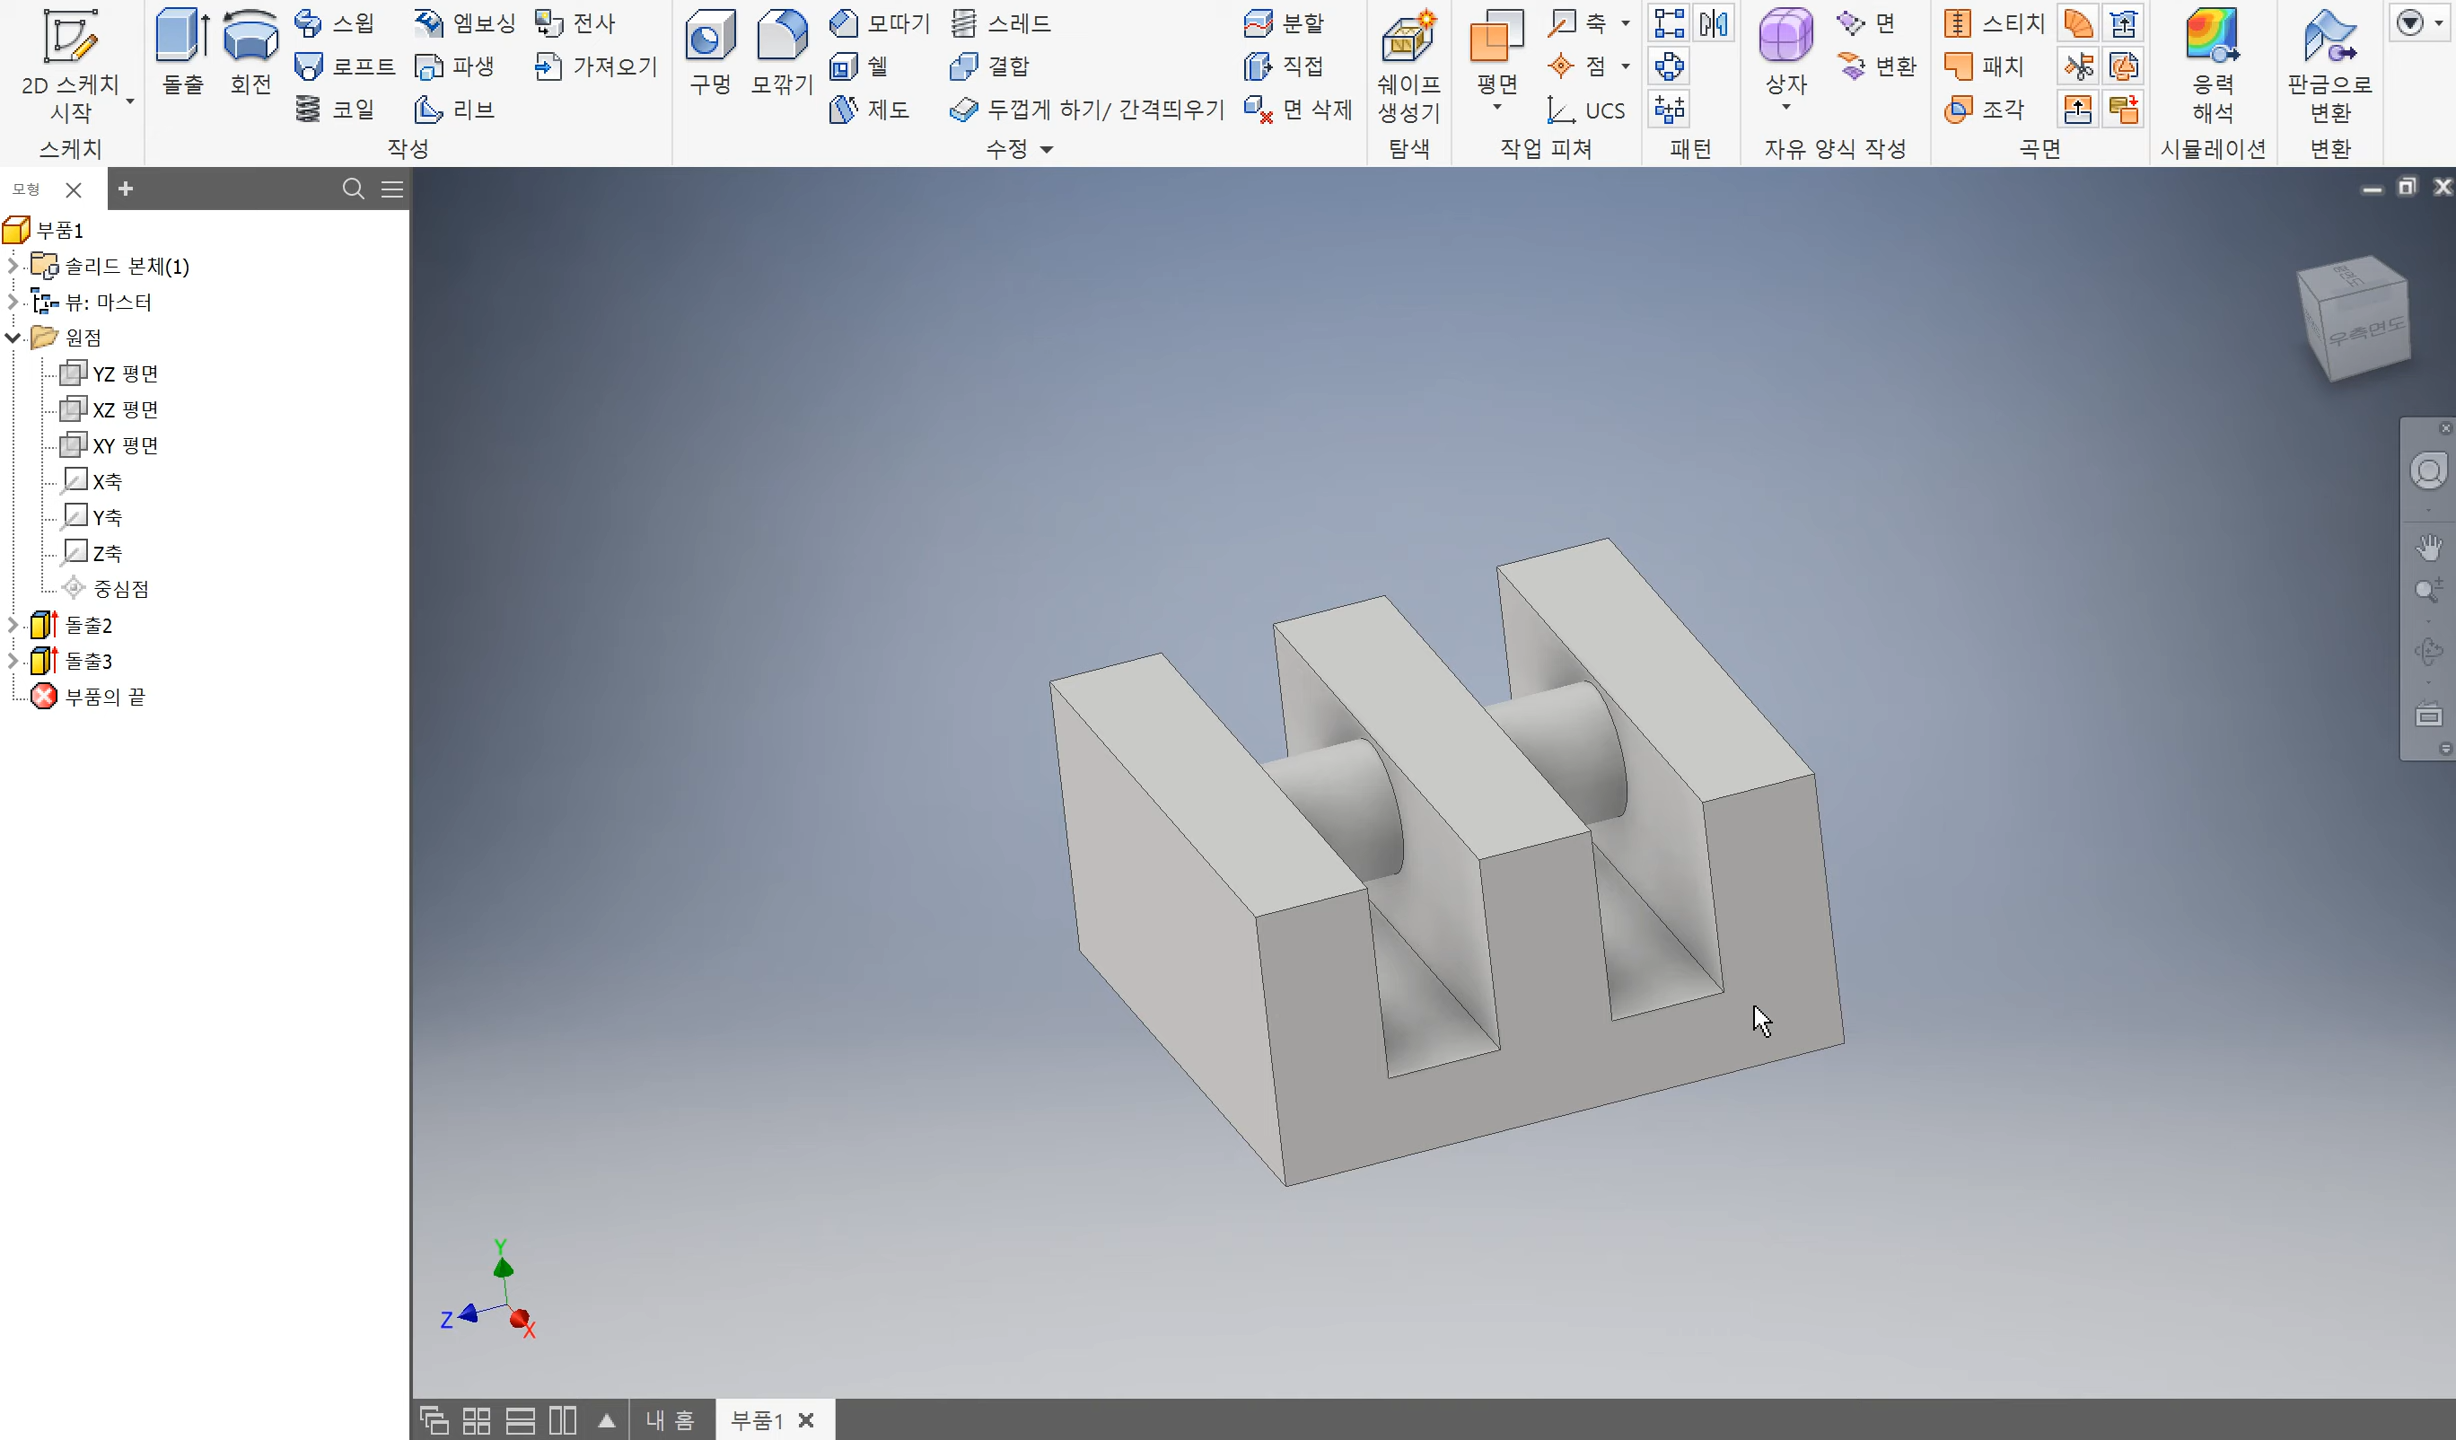 2D 스케치 시작
돌출
회전
스윕
로프트
코일
엠보싱
파생
리브
전사
가져오기
구멍
모깎기
모따기
쉘
제도
스레드
결합
두껍게 하기/ 간격띄우기
분할
직접
면 삭제
쉐이프 생성기
평면
축
점
UCS
상자
면
변환
스티치
패치
조각
응력 해석
판금으로 변환
스케치
작성
수정
탐색
작업 피쳐
패턴
자유 양식 작성
곡면
시뮬레이션
변환
모형
부품1
솔리드 본체(1)
뷰: 마스터
원점
YZ 평면
XZ 평면
XY 평면
X축
Y축
Z축
중심점
돌출2
돌출3
부품의 끝
평면도
우측면도
Y
Z
X
내 홈
부품1